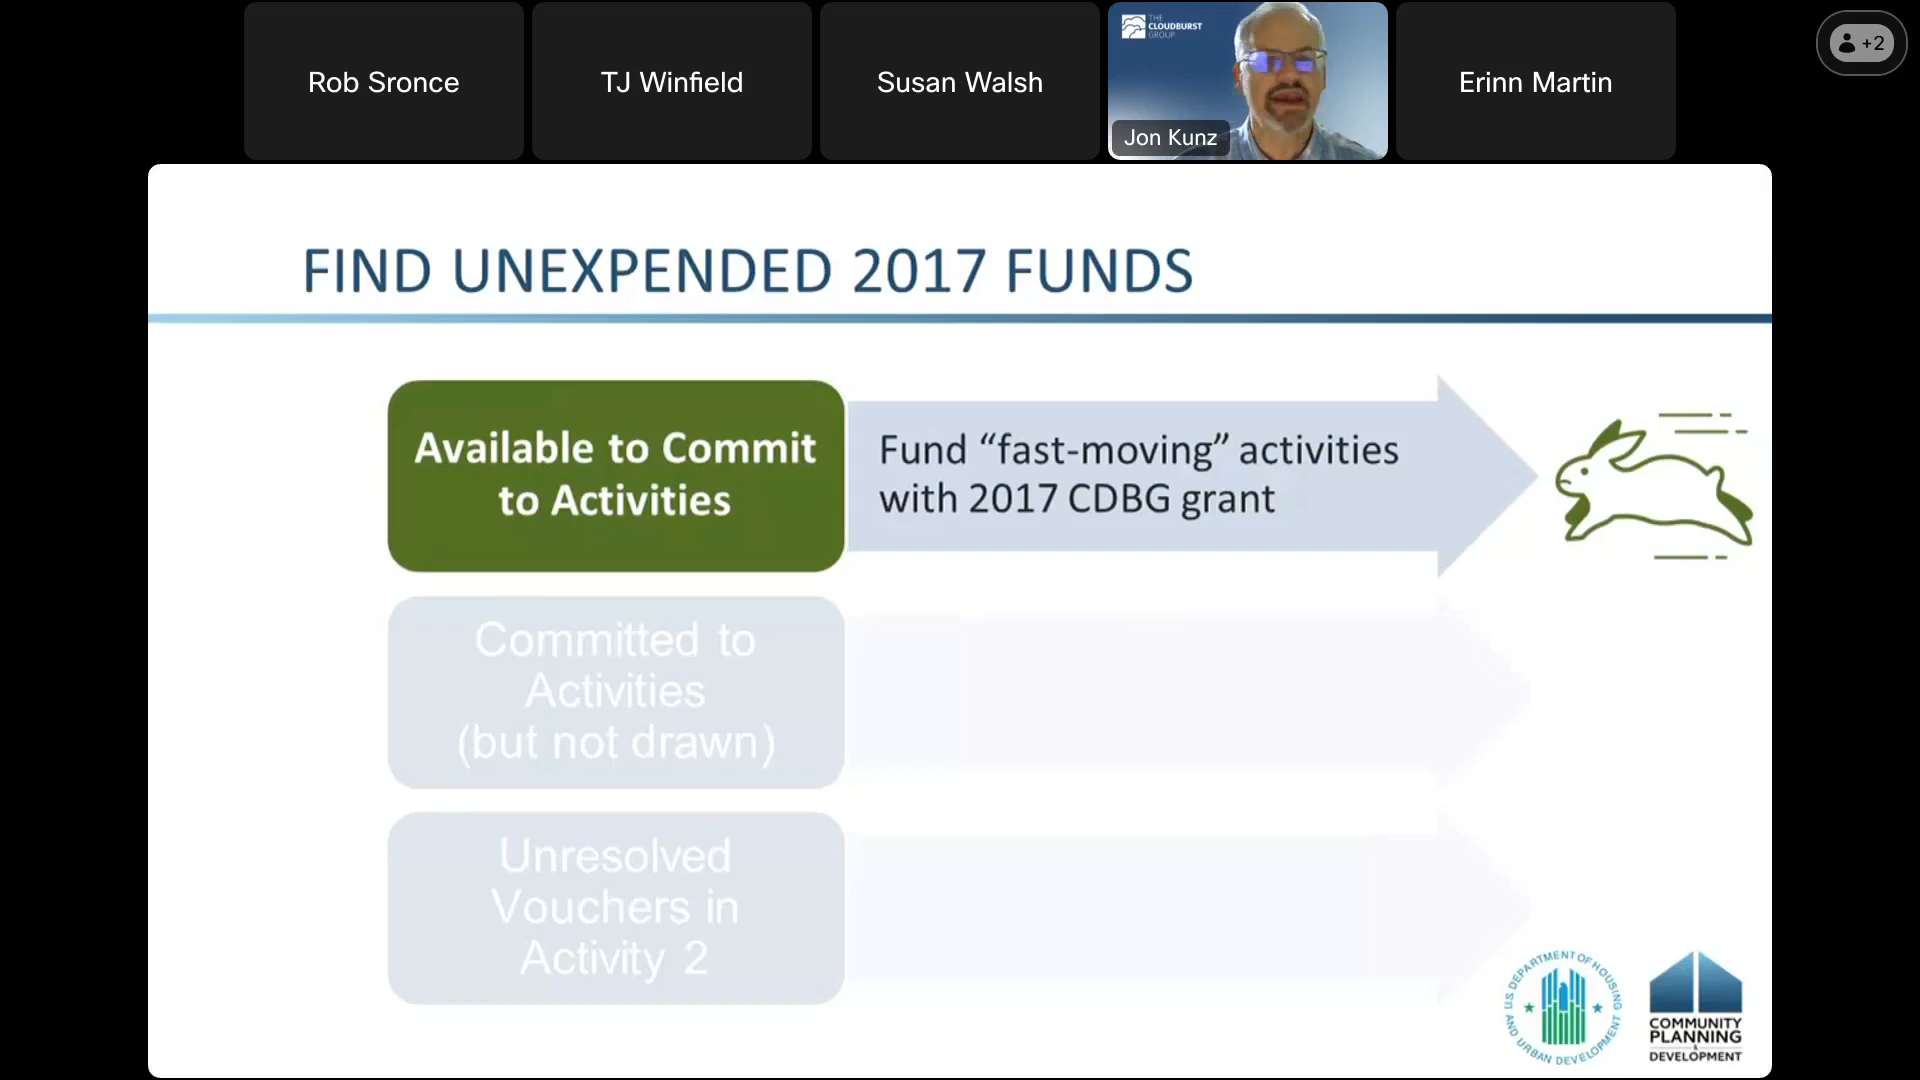 Rob Sronce
TJ Winfield
Susan Walsh
THE
CLOUDBURST
GROUP
Jon Kunz
Erinn Martin
+2
FIND UNEXPENDED 2017 FUNDS
Available to Commit
to Activities
Fund “fast-moving” activities
with 2017 CDBG grant
Committed to
Activities
(but not drawn)
Unresolved
Vouchers in
Activity 2
U.S. DEPARTMENT OF HOUSING
AND URBAN DEVELOPMENT
COMMUNITY
PLANNING
&
DEVELOPMENT